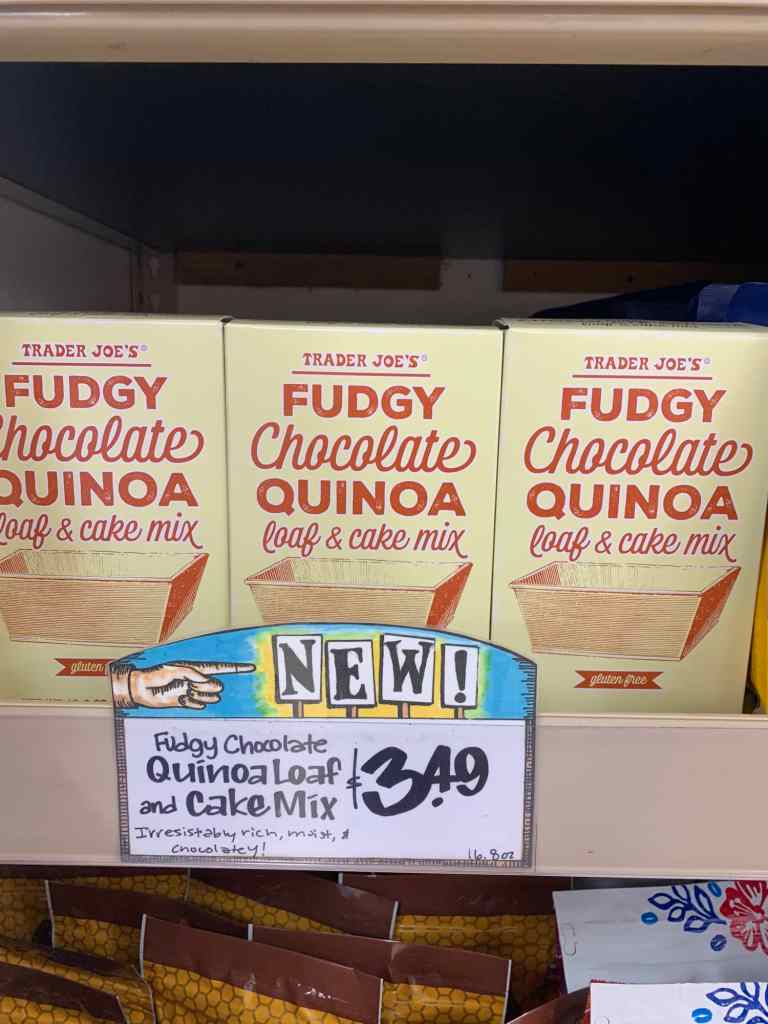 TRADER JOE'S®
FUDGY
Chocolate
QUINOA
loaf & cake mix
gluten
TRADER JOE'S®
FUDGY
Chocolate
QUINOA
loaf & cake mix
TRADER JOE'S®
FUDGY
Chocolate
QUINOA
loaf & cake mix
gluten free
NEW!
Fudgy Chocolate
Quinoa Loaf
and Cake Mix
$3.49
Irresistably rich, moist, &
chocolatey!
16.8oz